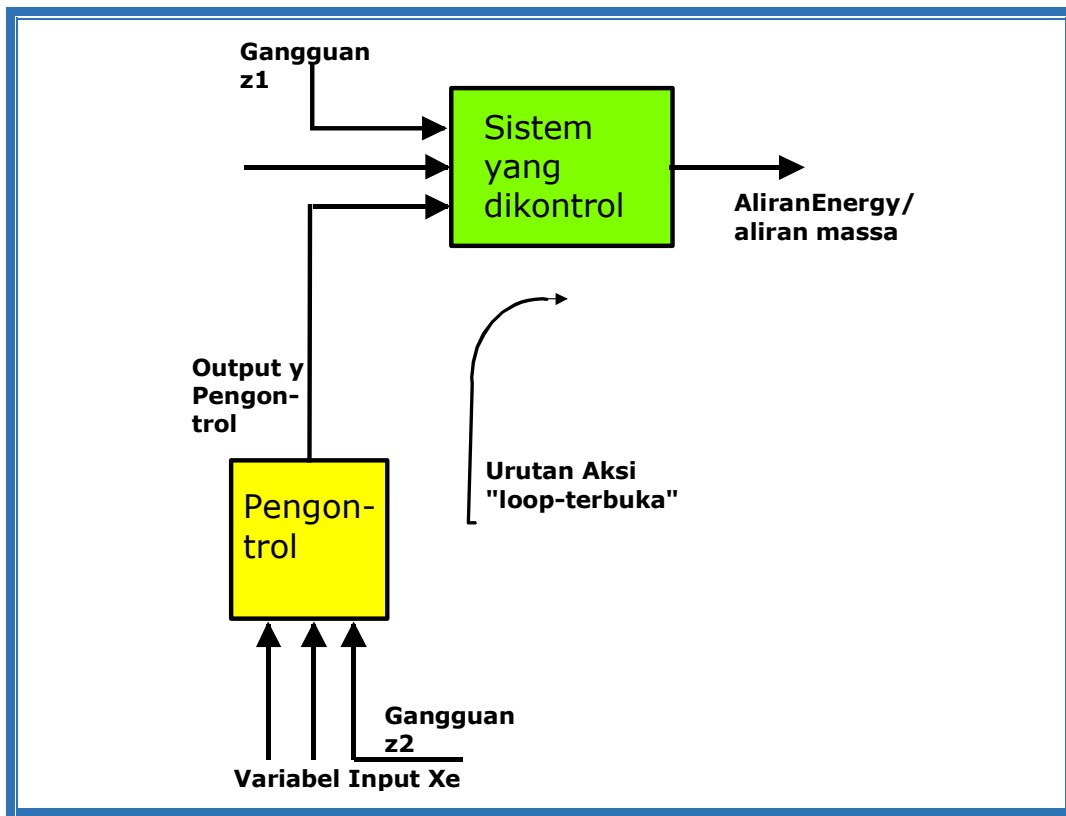 Gangguan
z1
Sistem
yang
dikontrol
AliranEnergy/
aliran massa
Output y
Pengon-
trol
Urutan Aksi
"loop-terbuka"
Pengon-
trol
Gangguan
z2
Variabel Input Xe